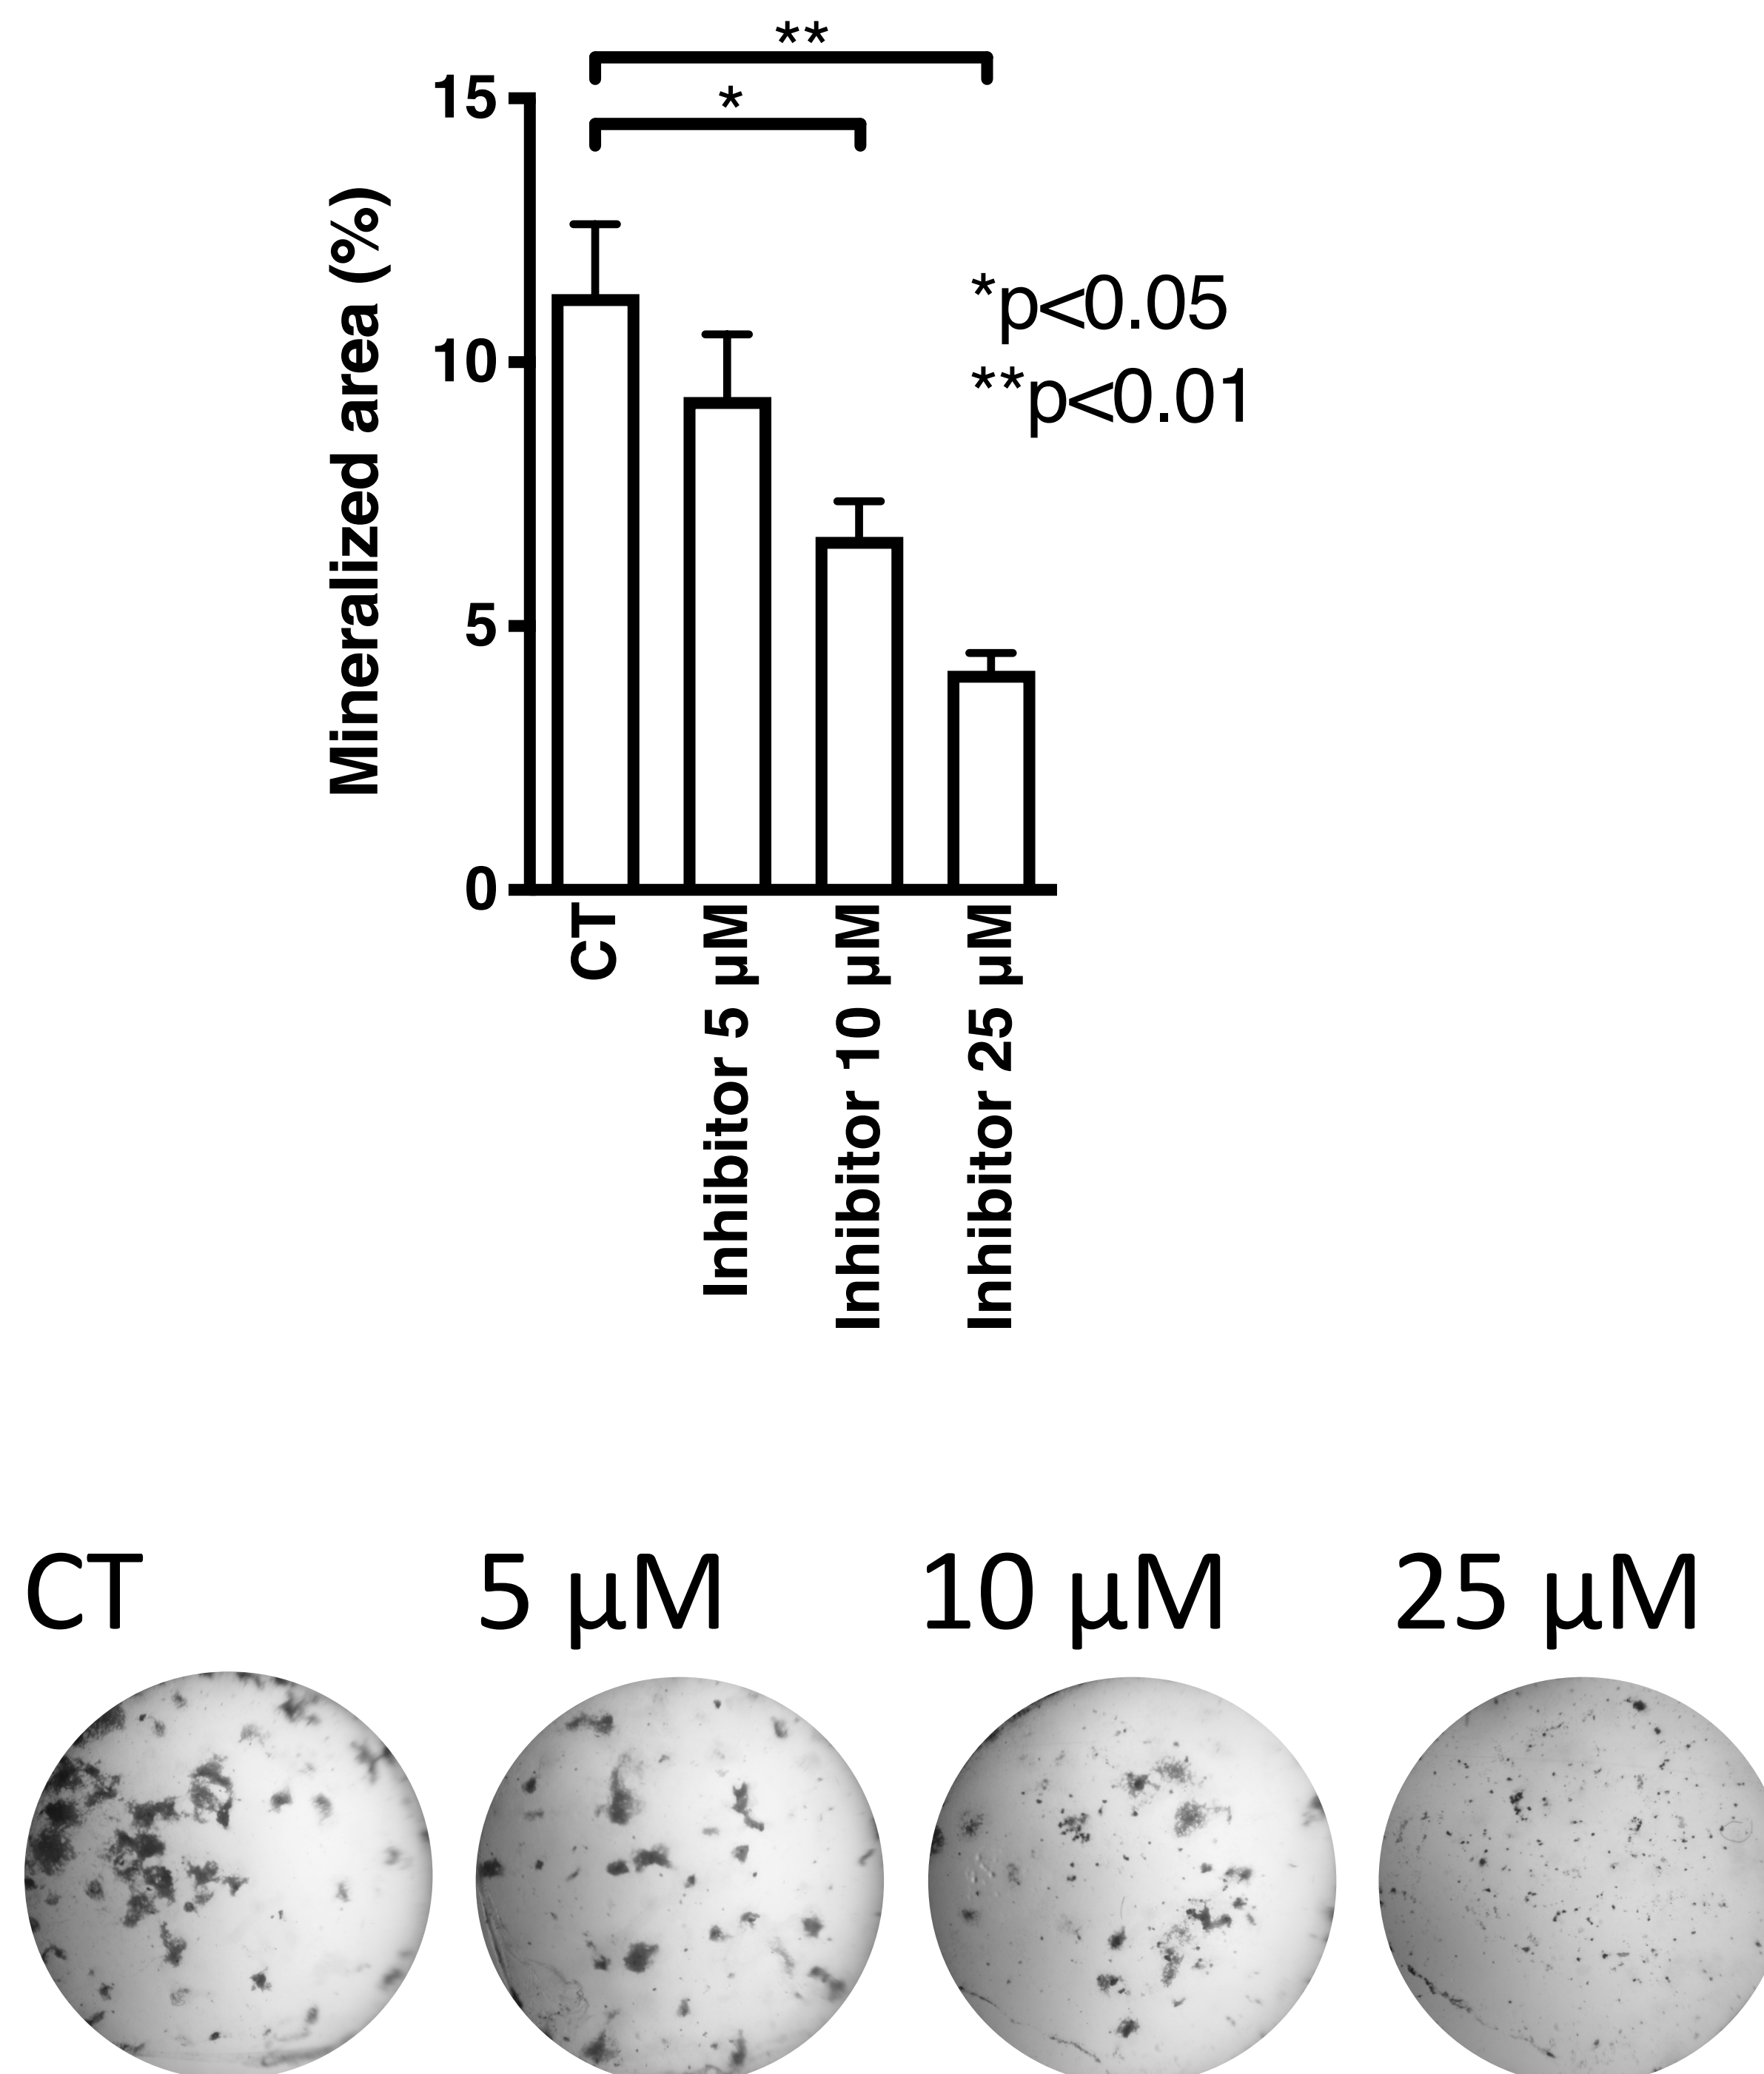 **
*
15
10
5
0
Mineralized area (%)
*p<0.05
**p<0.01
CT
Inhibitor 5 µM
Inhibitor 10 µM
Inhibitor 25 µM
CT
5 µM
10 µM
25 µM